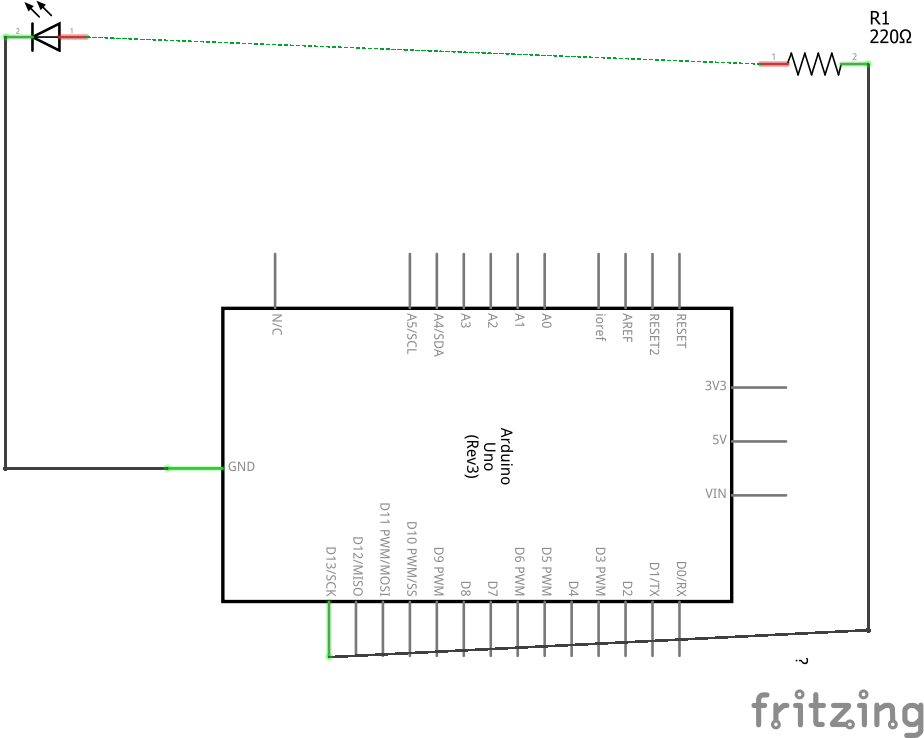 R1
220Ω
2
1
1
2
N/C
A5/SCL
A4/SDA
A3
A2
A1
A0
ioref
AREF
RESET2
RESET
3V3
5V
VIN
GND
Arduino
Uno
(Rev3)
D13/SCK
D12/MISO
D11 PWM/MOSI
D10 PWM/SS
D9 PWM
D8
D7
D6 PWM
D5 PWM
D4
D3 PWM
D2
D1/TX
D0/RX
?
fritzing